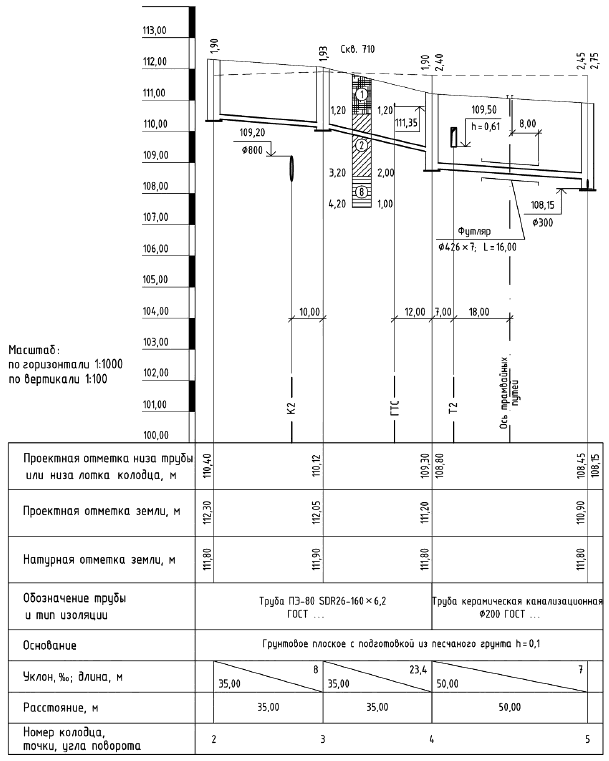 113,00
112,00
111,00
110,00
109,00
108,00
107,00
106,00
105,00
104,00
103,00
102,00
101,00
100,00
Масштаб:
по горизонтали 1:1000
по вертикали 1:100
1,90
1,93
Скв. 710
1,90
2,40
2,45
2,75
1
1,20
1,20
2
3,20
2,00
8
4,20
1,00
111,35
109,50
h=0,61
8,00
109,20
Ø800
108,15
Ø300
Футляр
Ø426×7; L=16,00
10,00
12,00
7,00
18,00
К2
ГТС
Т2
Ось трамвайных
путей
Проектная отметка низа трубы
или низа лотка колодца, м
110,40
110,12
109,30
108,80
108,45
108,15
Проектная отметка земли, м
112,30
112,05
111,20
110,90
Натурная отметка земли, м
111,80
111,90
111,80
111,80
Обозначение трубы
и тип изоляции
Труба ПЭ-80 SDR26-160×6,2
ГОСТ ...
Труба керамическая канализационная
Ø200 ГОСТ ...
Основание
Грунтовое плоское с подготовкой из песчаного грунта h=0,1
Уклон, ‰; длина, м
8
35,00
23,4
35,00
7
50,00
Расстояние, м
35,00
35,00
50,00
Номер колодца,
точки, угла поворота
2
3
4
5